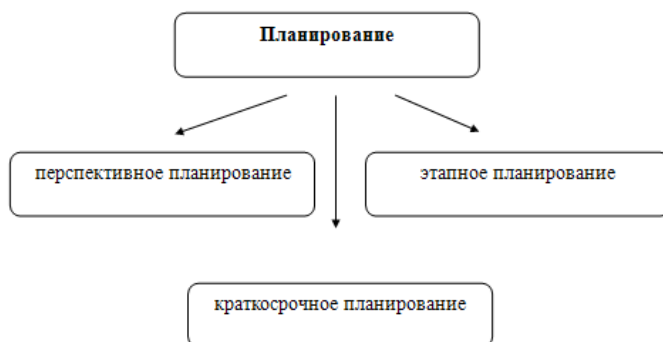 Планирование
перспективное планирование
этапное планирование
краткосрочное планирование